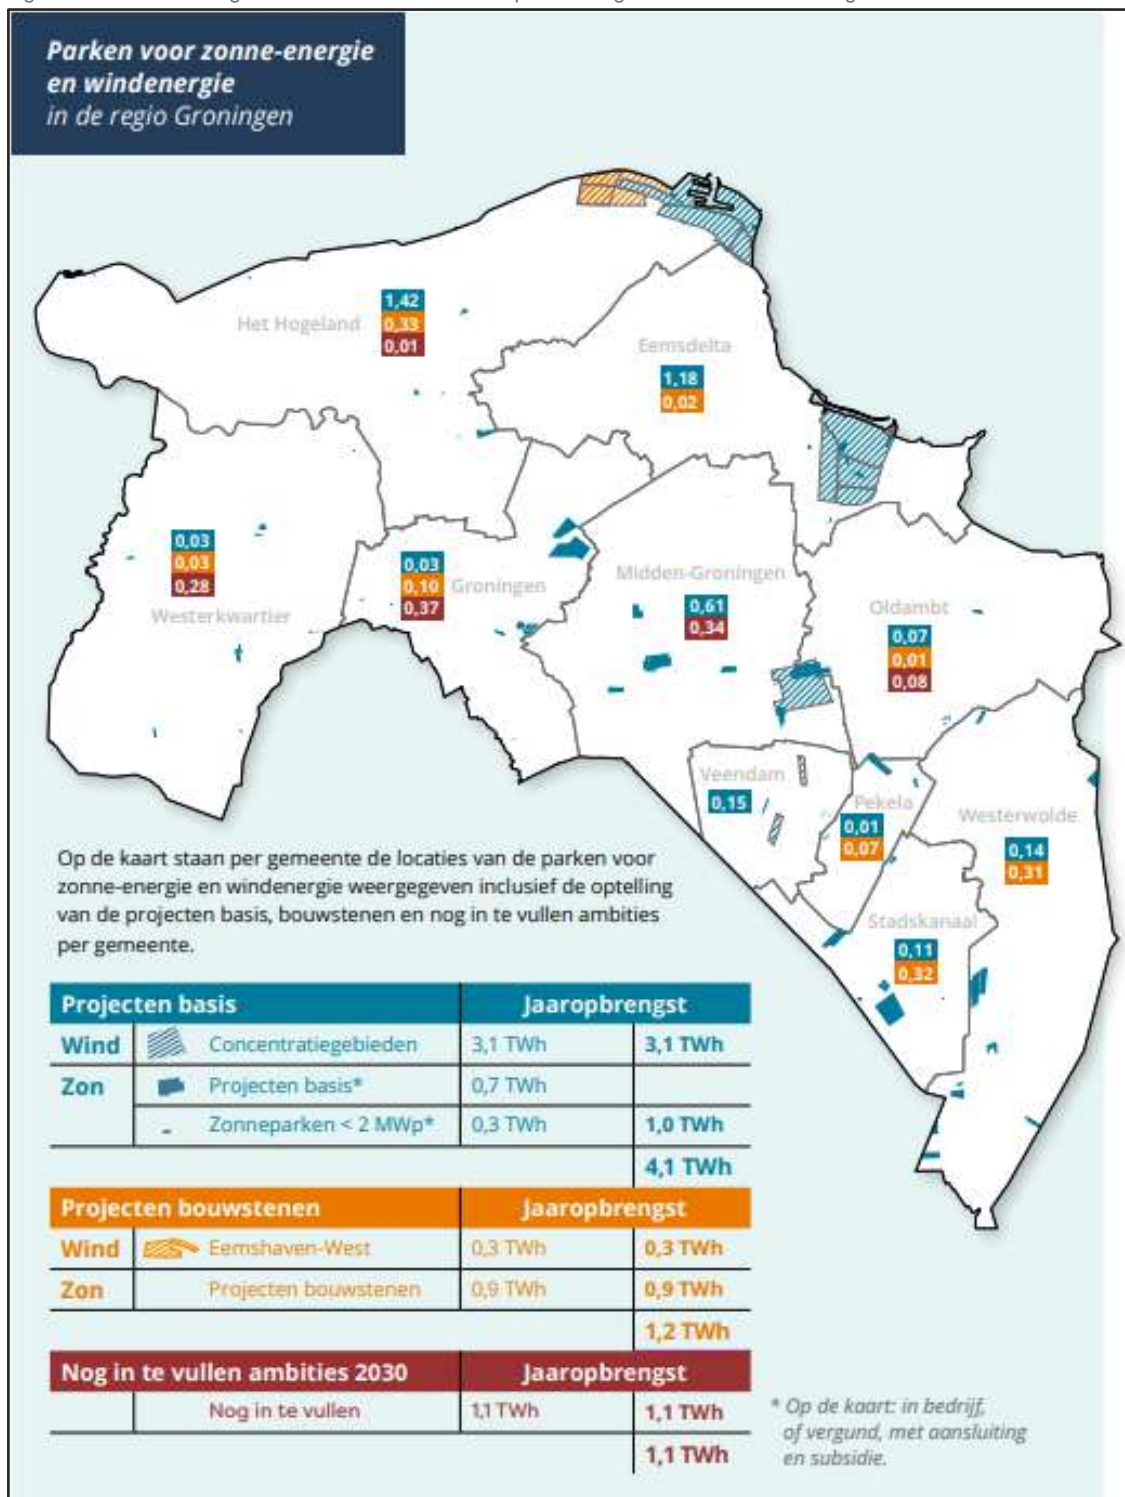 Parken voor zonne-energie
en windenergie
in de regio Groningen
Het Hogeland
1,42
0,33
0,01
Eemsdelta
1,18
0,02
0,03
0,03
0,28
Westerkwartier
0,03
0,10
0,37
Groningen
Midden-Groningen
0,61
0,34
Oldambt
0,07
0,01
0,08
Veendam
0,15
Pekela
0,01
0,07
Westerwolde
0,14
0,31
Stadskanaal
0,11
0,32
Op de kaart staan per gemeente de locaties van de parken voor
zonne-energie en windenergie weergegeven inclusief de optelling
van de projecten basis, bouwstenen en nog in te vullen ambities
per gemeente.
Projecten basis Jaaropbrengst
Wind Concentratiegebieden 3,1 TWh 3,1 TWh
Zon Projecten basis* 0,7 TWh
Zonneparken < 2 MWp* 0,3 TWh 1,0 TWh
4,1 TWh
Projecten bouwstenen Jaaropbrengst
Wind Eemshaven-West 0,3 TWh 0,3 TWh
Zon Projecten bouwstenen 0,9 TWh 0,9 TWh
1,2 TWh
Nog in te vullen ambities 2030 Jaaropbrengst
Nog in te vullen 1,1 TWh 1,1 TWh
1,1 TWh
* Op de kaart: in bedrijf,
of vergund, met aansluiting
en subsidie.